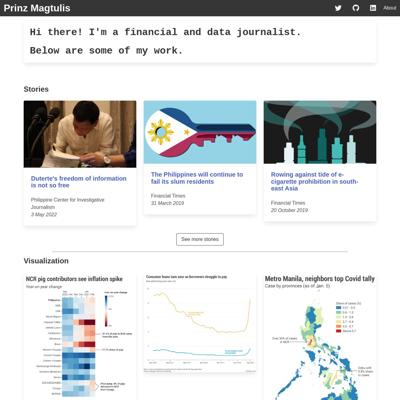 Prinz Magtulis
About
Hi there! I'm a financial and data journalist.
Below are some of my work.
Stories
Duterte's freedom of information
is not so free
Philippine Center for Investigative
Journalism
3 May 2022
The Philippines will continue to
fail its slum residents
Financial Times
31 March 2019
Rowing against tide of e-
cigarette prohibition in south-
east Asia
Financial Times
20 October 2019
See more stories
Visualization
NCR pig contributors see inflation spike
Year on year change
Consumer loans turn sour as borrowers struggle to pay
Metro Manila, neighbors top Covid tally
Case by provinces (as of Jan. 5)